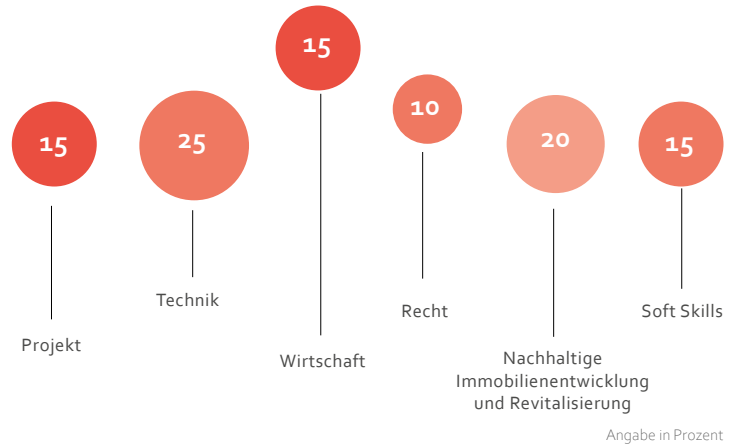 15
15
25
10
20
15
Technik
Recht
Soft Skills
Projekt
Wirtschaft
Nachhaltige
Immobilienentwicklung
und Revitalisierung
Angabe in Prozent